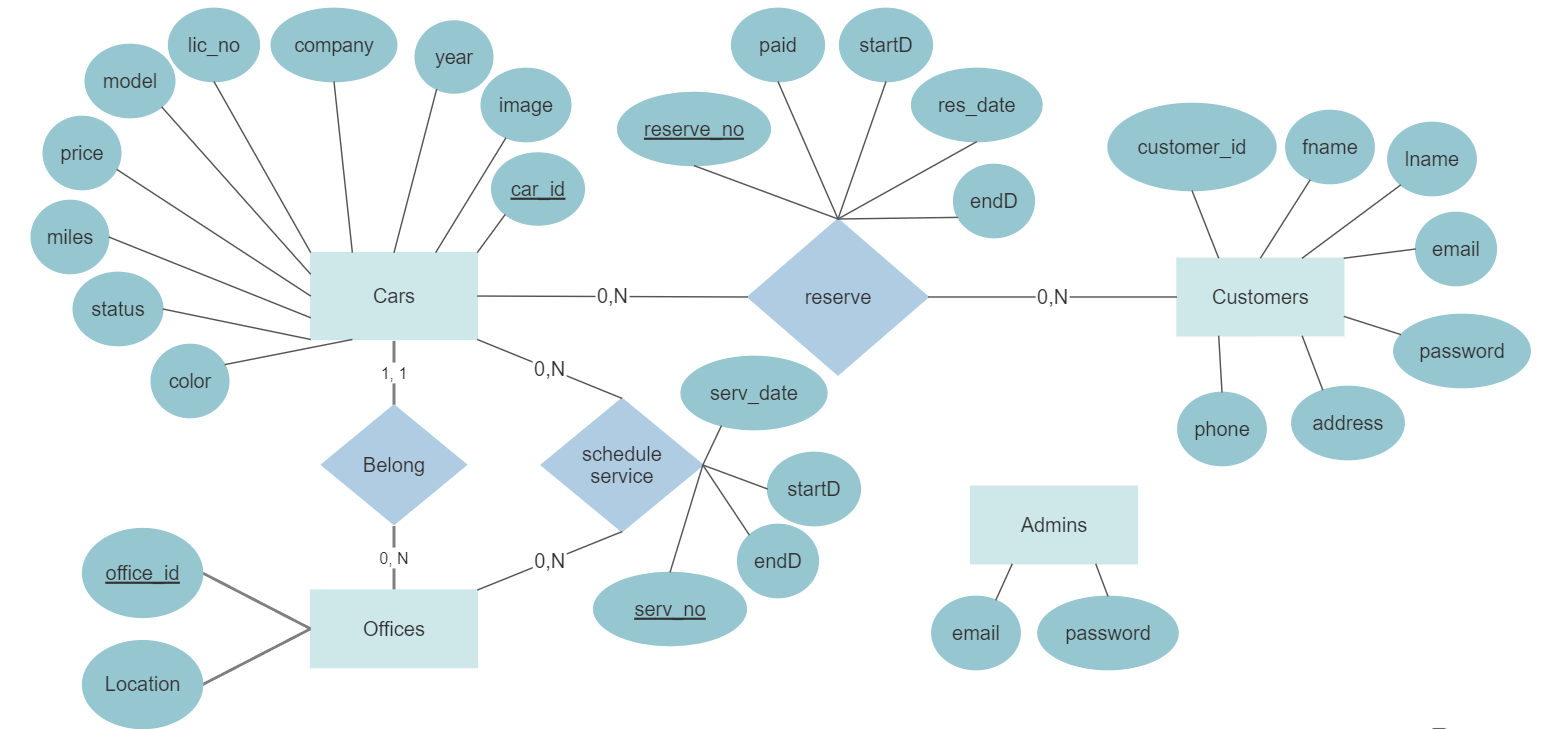 lic_no
company
year
model
image
price
car_id
miles
status
color
Cars
paid
startD
res_date
reserve_no
endD
0,N
reserve
0,N
customer_id
fname
lname
email
Customers
password
phone
address
1, 1
0,N
serv_date
Belong
schedule
service
startD
endD
serv_no
0, N
0,N
office_id
Offices
Location
Admins
email
password